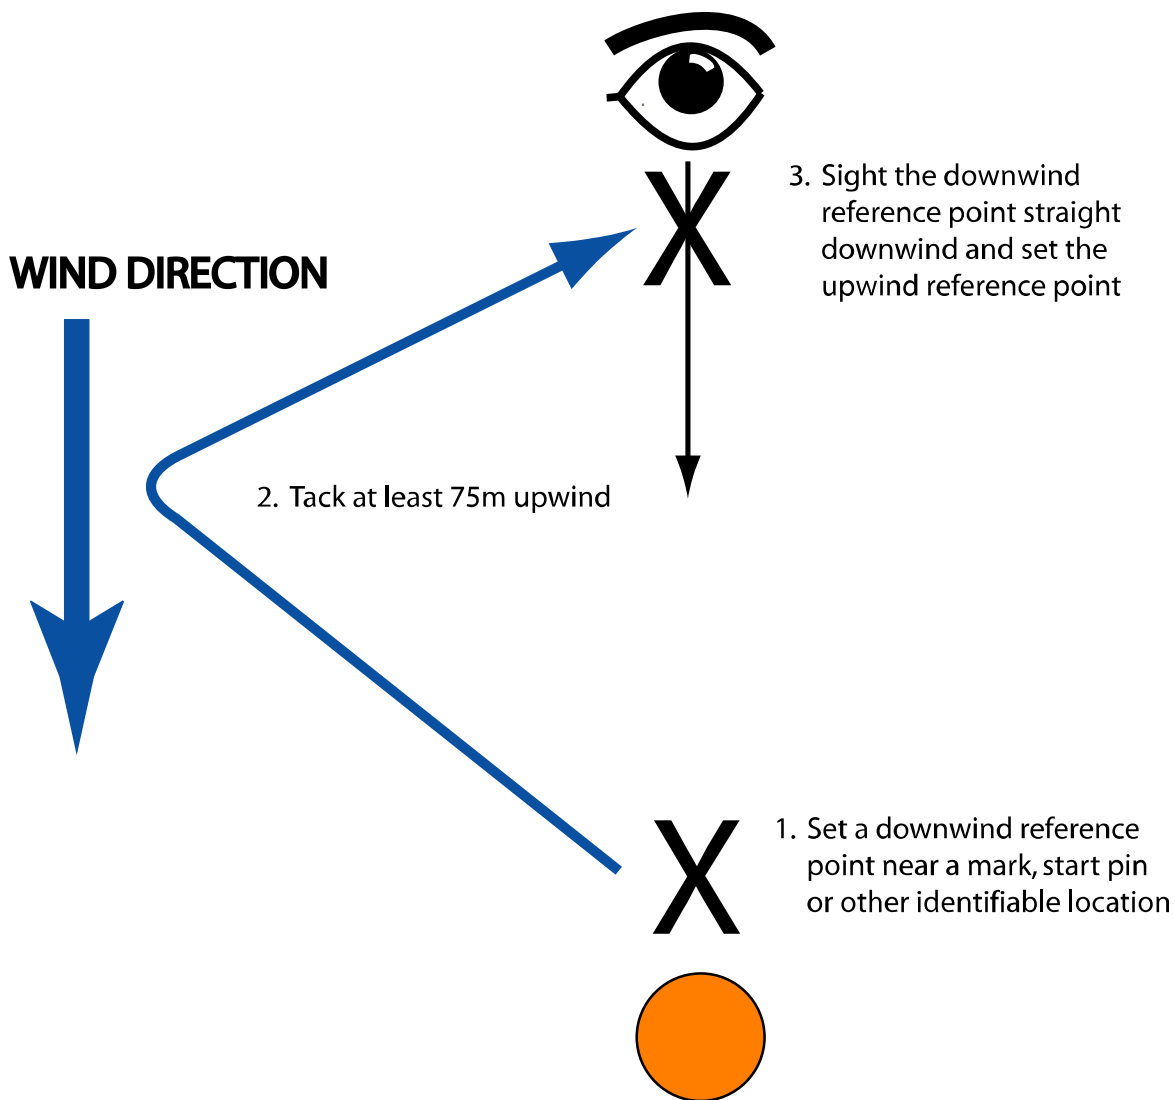 3. Sight the downwind
reference point straight
downwind and set the
upwind reference point
WIND DIRECTION
2. Tack at least 75m upwind
1. Set a downwind reference
point near a mark, start pin
or other identifiable location
X
X